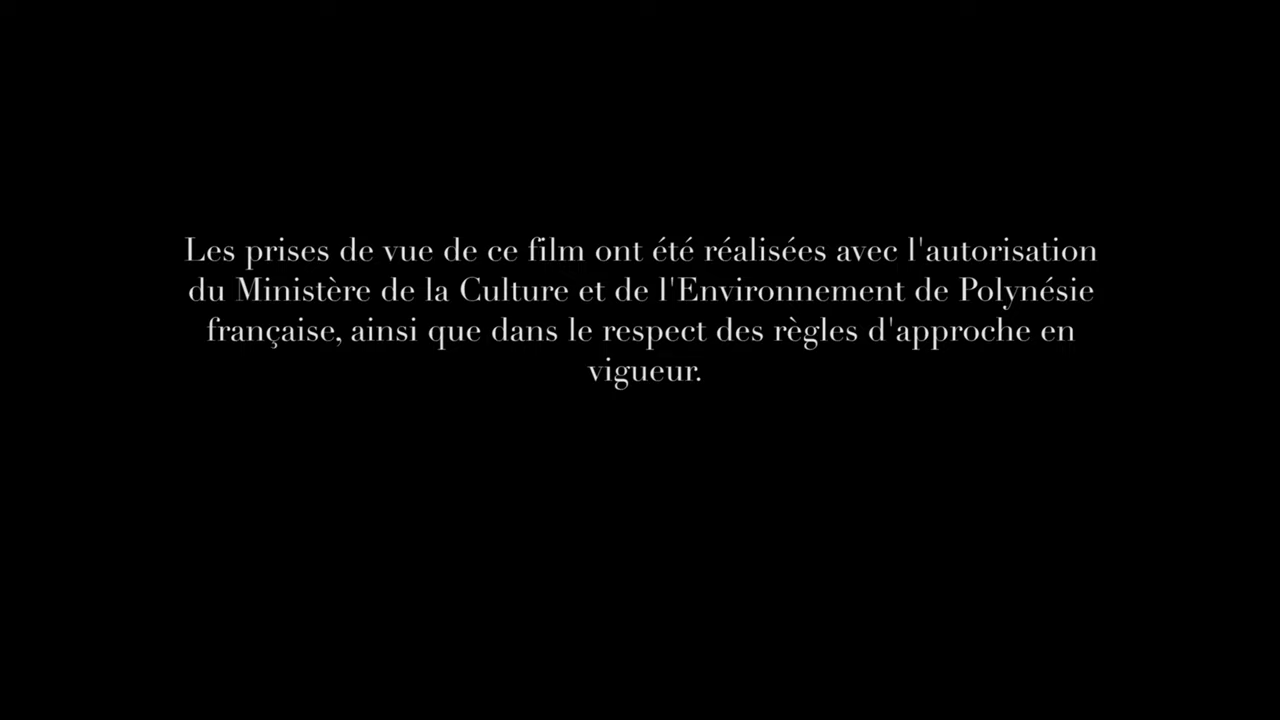 Les prises de vue de ce film ont été réalisées avec l'autorisation
du Ministère de la Culture et de l'Environnement de Polynésie
française, ainsi que dans le respect des règles d'approche en
vigueur.